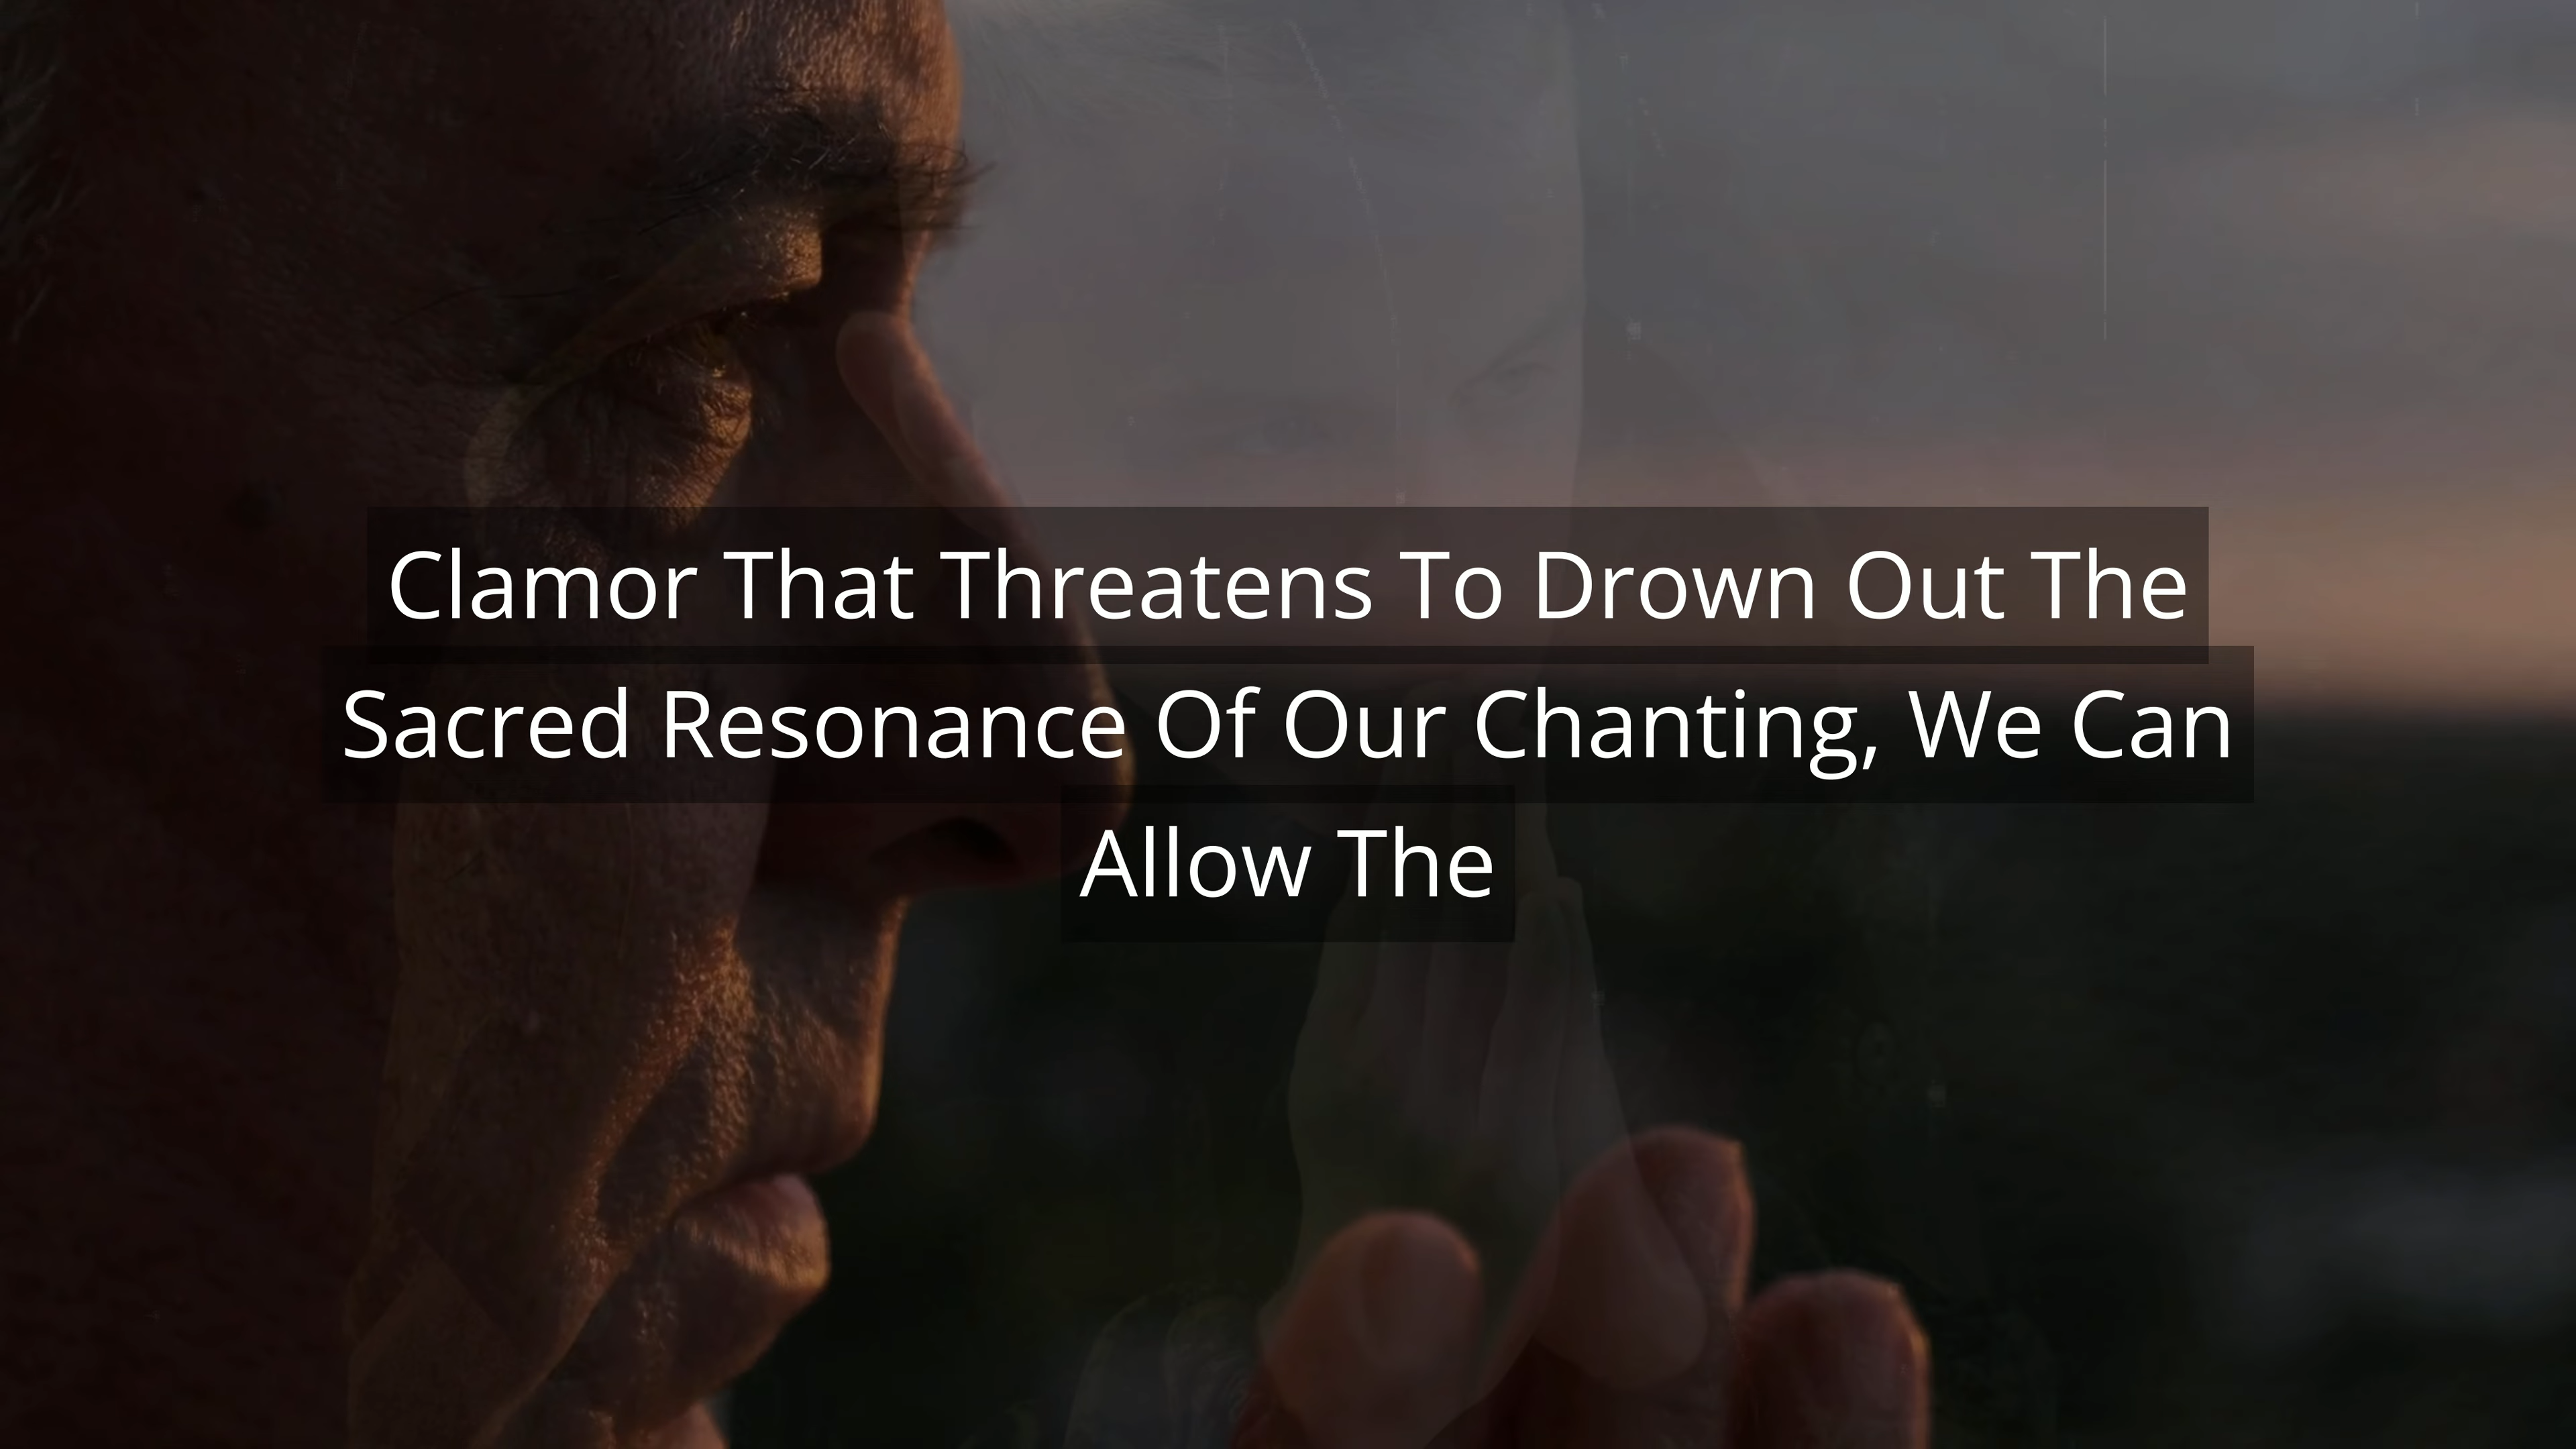 Clamor That Threatens To Drown Out The
Sacred Resonance Of Our Chanting, We Can
Allow The